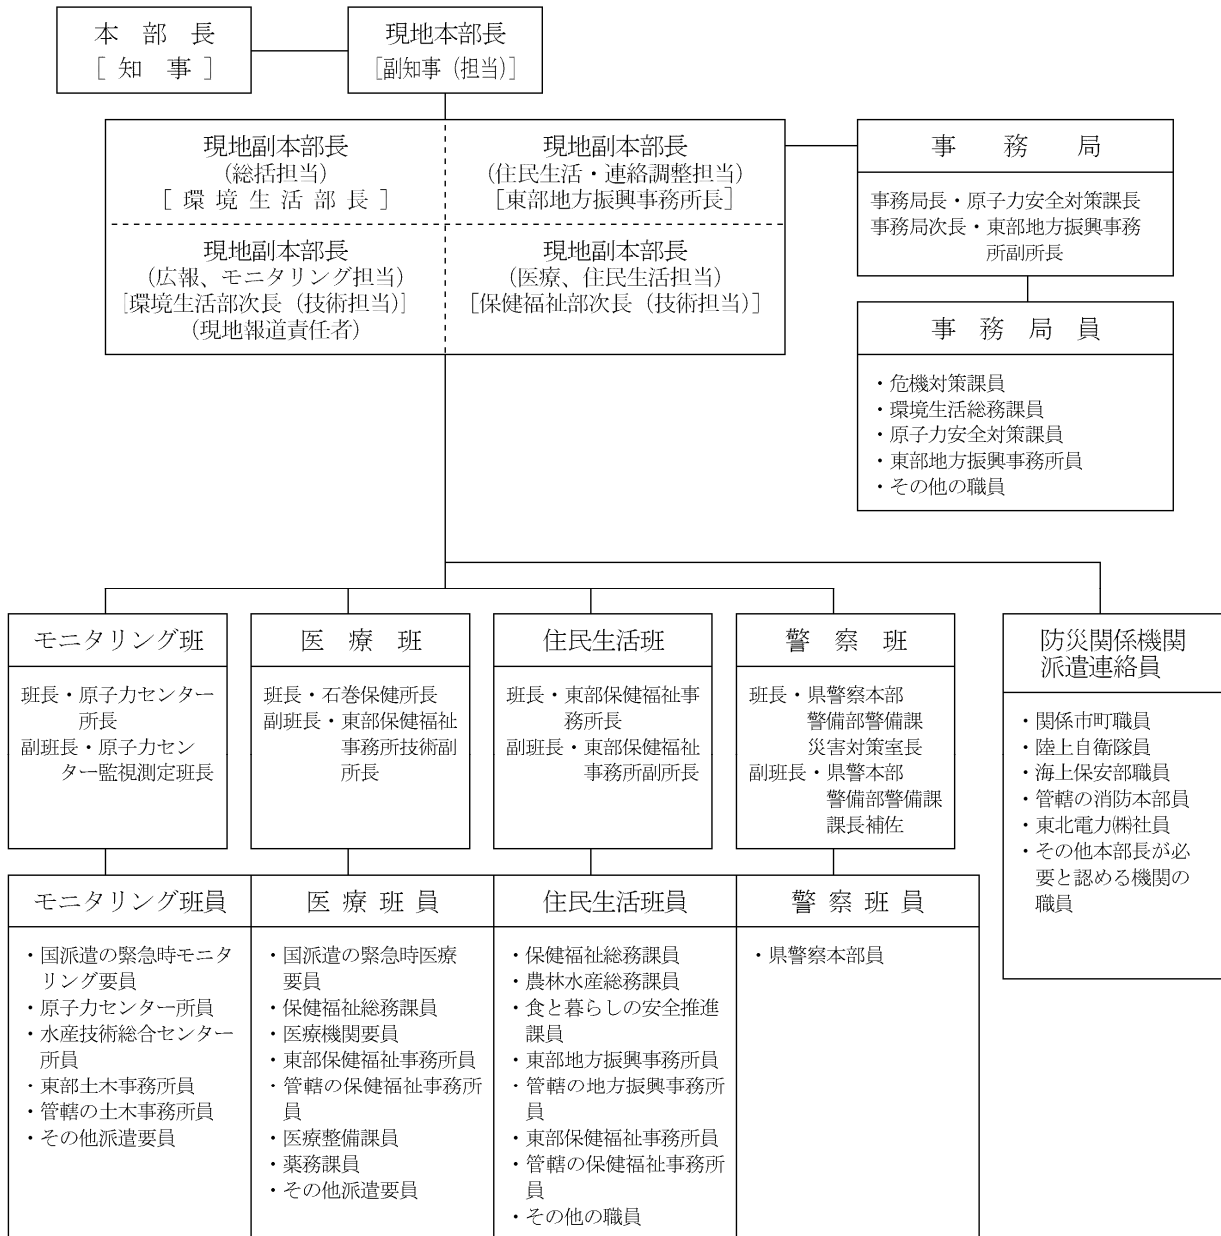 本部長
[知事]
現地本部長
[副知事(担当)]
現地副本部長
(総括担当)
[環境生活部長]
現地副本部長
(住民生活・連絡調整担当)
[東部地方振興事務所長]
現地副本部長
(広報、モニタリング担当)
[環境生活部次長(技術担当)]
(現地報道責任者)
現地副本部長
(医療、住民生活担当)
[保健福祉部次長(技術担当)]
事務局
事務局長・原子力安全対策課長
事務局次長・東部地方振興事務
所副所長
事務局員
・危機対策課員
・環境生活総務課員
・原子力安全対策課員
・東部地方振興事務所員
・その他の職員
モニタリング班
班長・原子力センター
所長
副班長・原子力セン
ター監視測定班長
医療班
班長・石巻保健所長
副班長・東部保健福祉
事務所技術副
所長
住民生活班
班長・東部保健福祉事
務所長
副班長・東部保健福祉
事務所副所長
警察班
班長・県警察本部
警備部警備課
災害対策室長
副班長・県警本部
警備部警備課
課長補佐
防災関係機関
派遣連絡員
・関係市町職員
・陸上自衛隊員
・海上保安部職員
・管轄の消防本部員
・東北電力㈱社員
・その他本部長が必
要と認める機関の
職員
モニタリング班員
・国派遣の緊急時モニタ
リング要員
・原子力センター所員
・水産技術総合センター
所員
・東部土木事務所員
・管轄の土木事務所員
・その他派遣要員
医療班員
・国派遣の緊急時医療
要員
・保健福祉総務課員
・医療機関要員
・東部保健福祉事務所員
・管轄の保健福祉事務所
員
・医療整備課員
・薬務課員
・その他派遣要員
住民生活班員
・保健福祉総務課員
・農林水産総務課員
・食と暮らしの安全推進
課員
・東部地方振興事務所員
・管轄の地方振興事務所
員
・東部保健福祉事務所員
・管轄の保健福祉事務所
員
・その他の職員
警察班員
・県警察本部員